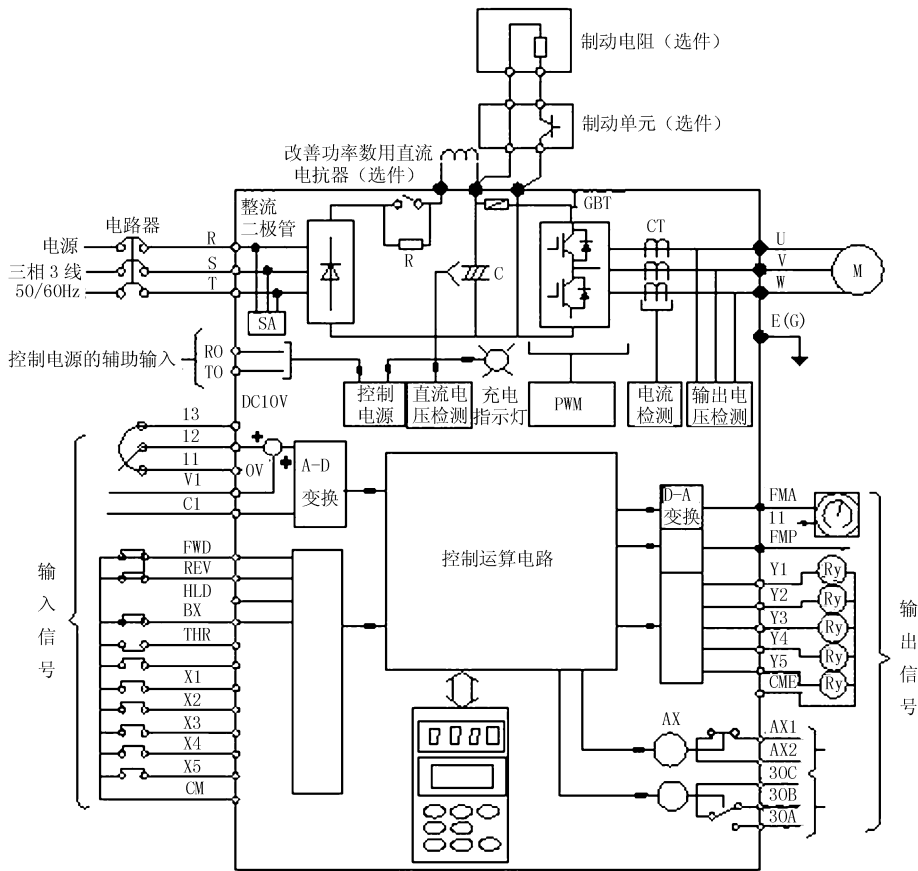 制动电阻（选件）
制动单元（选件）
改善功率数用直流
电抗器（选件）
GBT
整流
二极管
电路器
电源
三相3线
50/60Hz
R
S
T
SA
R
C
CT
U
V
W
M
E(G)
控制电源的辅助输入
RO
TO
控制
电源
直流电
压检测
充电
指示灯
PWM
电流
检测
输出电
压检测
DC10V
13
12
11
0V
V1
C1
A-D
变换
D-A
变换
控制运算电路
FMA
11
FMP
输入信号
FWD
REV
HLD
BX
THR
X1
X2
X3
X4
X5
CM
Y1
Y2
Y3
Y4
Y5
CME
Ry
Ry
Ry
Ry
Ry
输出信号
AX
AX1
AX2
30C
30B
30A